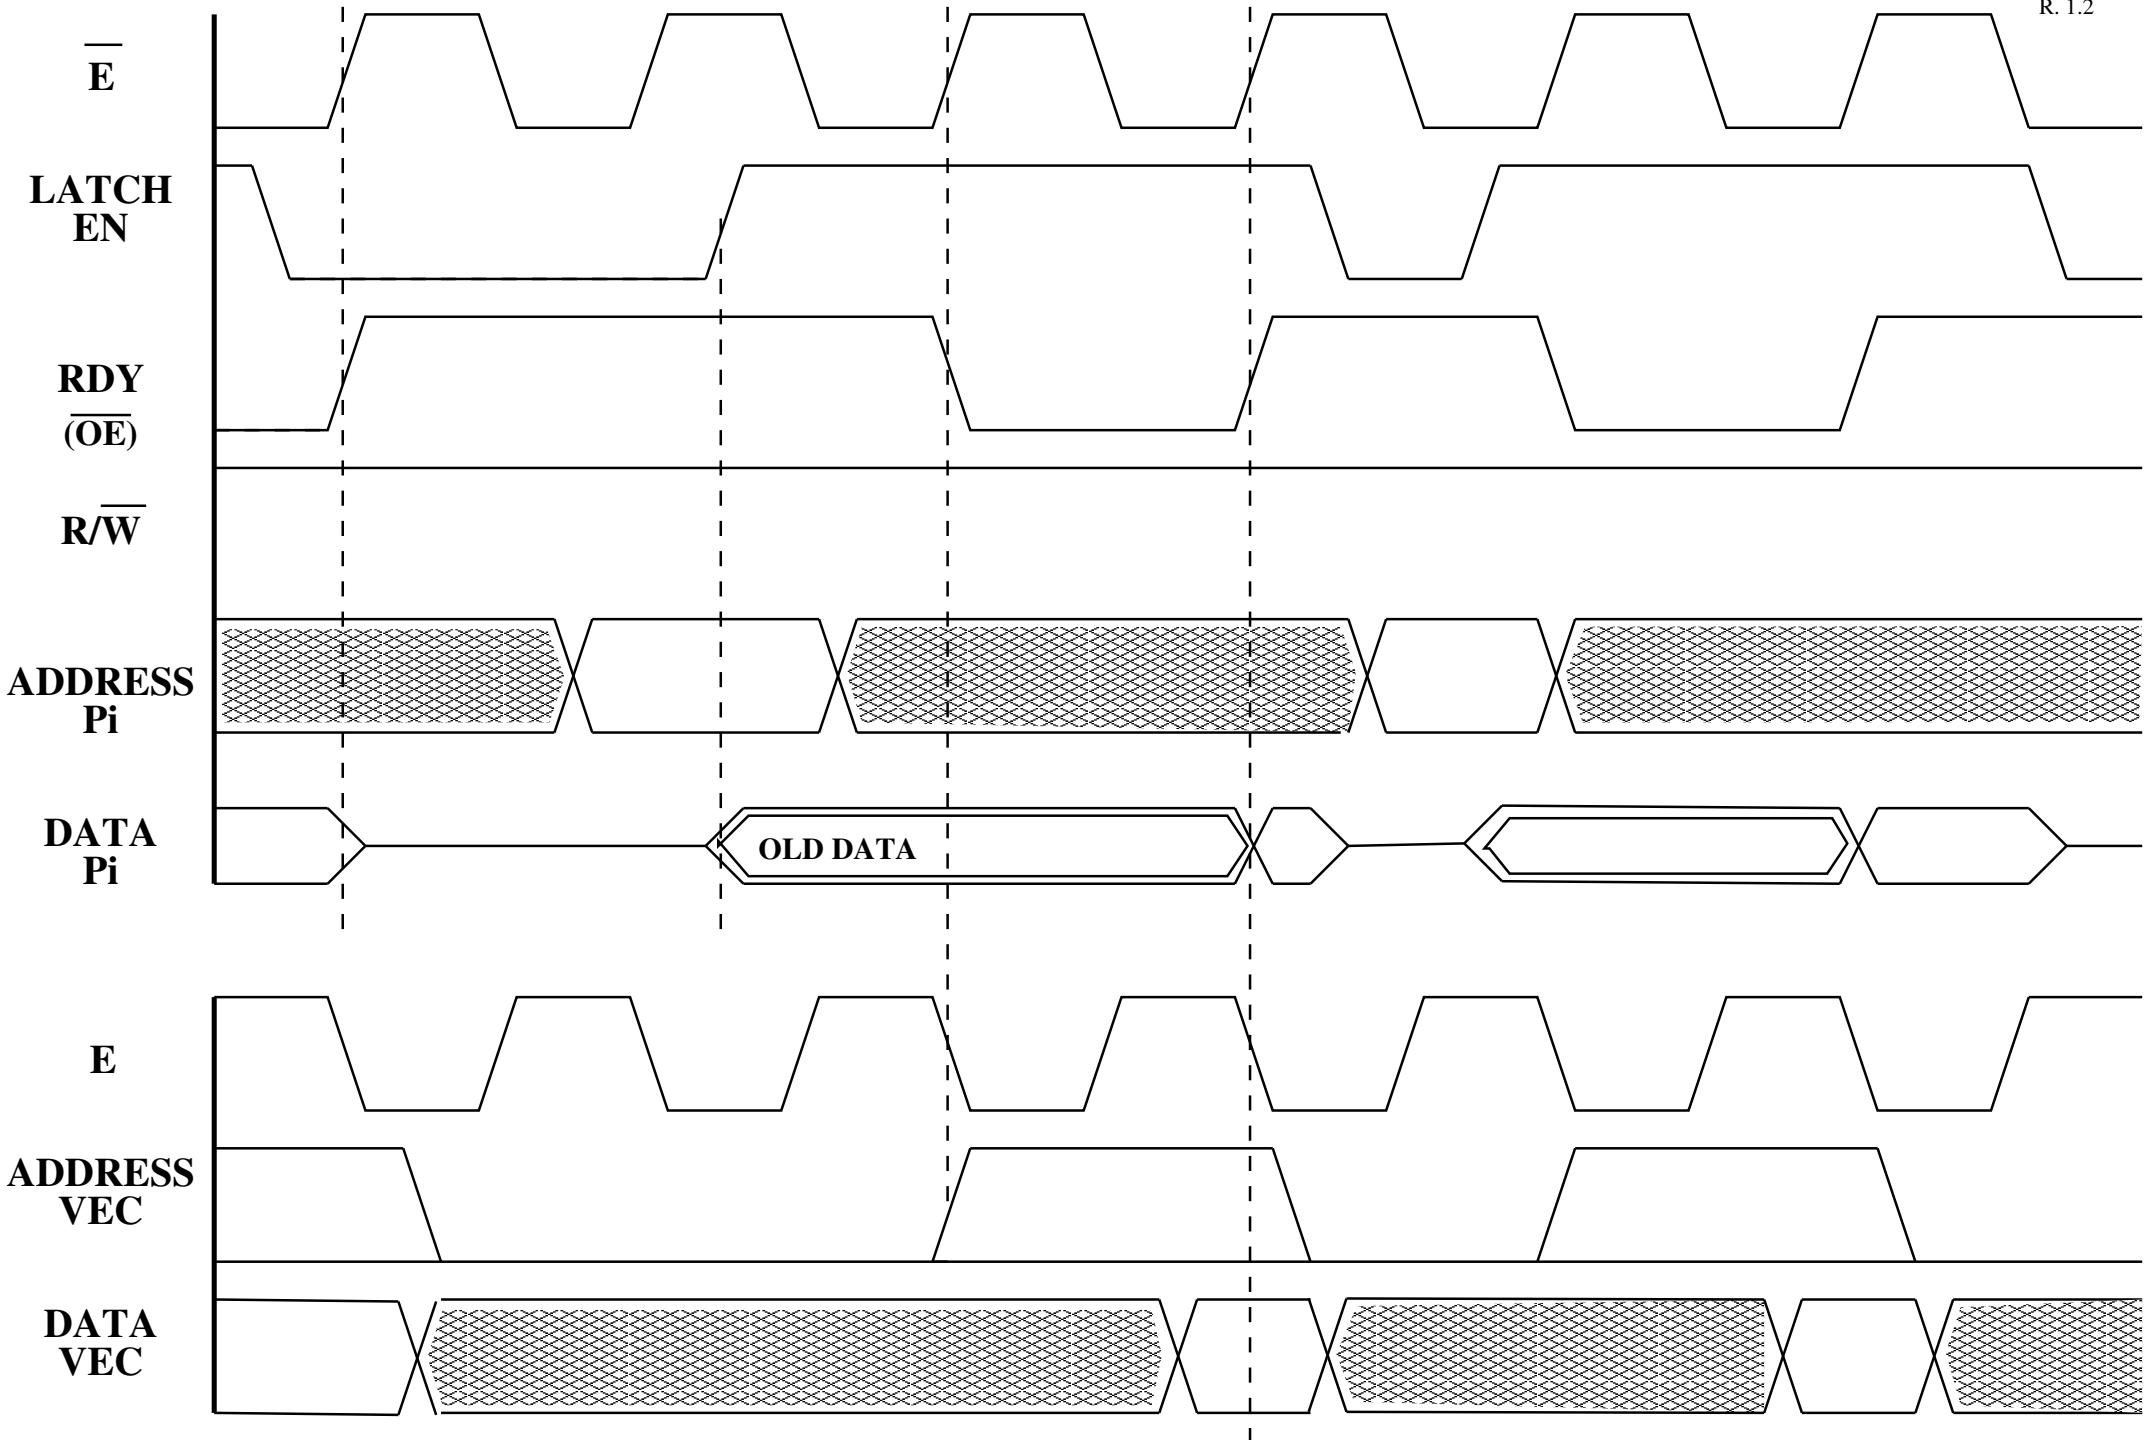 R. 1.2
E
LATCH
EN
RDY
(OE)
R/W
ADDRESS
Pi
DATA
Pi
OLD DATA
E
ADDRESS
VEC
DATA
VEC